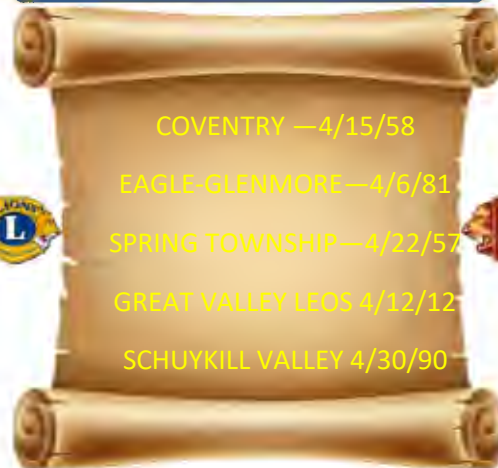 COVENTRY —4/15/58
EAGLE-GLENMORE—4/6/81
SPRING TOWNSHIP—4/22/57
GREAT VALLEY LEOS 4/12/12
SCHUYKILL VALLEY 4/30/90
L